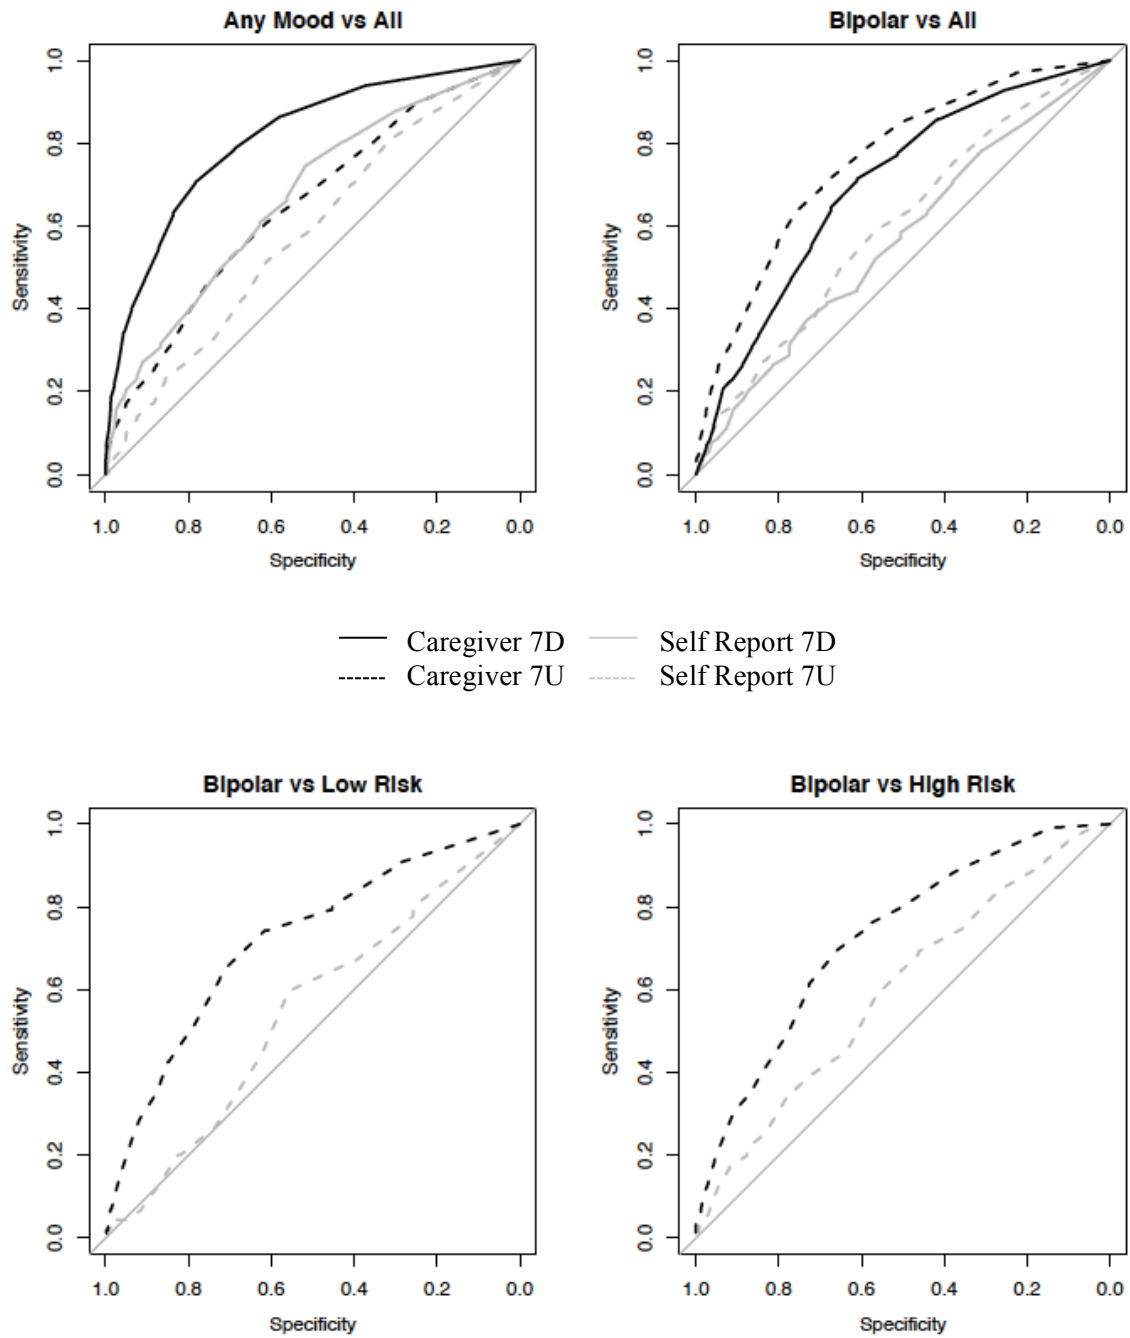 Any Mood vs All
Bipolar vs All
1.0
0.8
0.6
0.4
0.2
0.0
Sensitivity
1.0 0.8 0.6 0.4 0.2 0.0
Specificity
1.0
0.8
0.6
0.4
0.2
0.0
Sensitivity
1.0 0.8 0.6 0.4 0.2 0.0
Specificity
Caregiver 7D
Self Report 7D
Caregiver 7U
Self Report 7U
Bipolar vs Low Risk
Bipolar vs High Risk
1.0
0.8
0.6
0.4
0.2
0.0
Sensitivity
1.0 0.8 0.6 0.4 0.2 0.0
Specificity
1.0
0.8
0.6
0.4
0.2
0.0
Sensitivity
1.0 0.8 0.6 0.4 0.2 0.0
Specificity